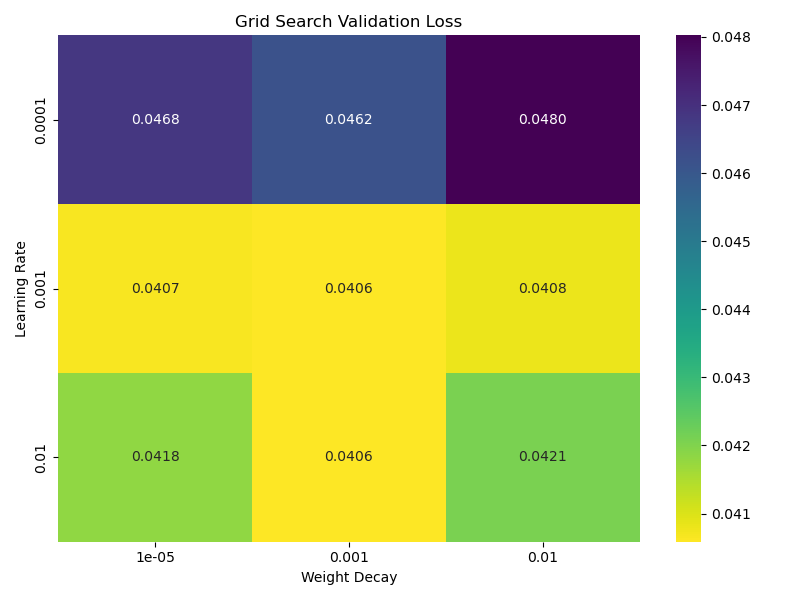 Grid Search Validation Loss
Learning Rate
0.0001
0.0468 0.0462 0.0480
0.001
0.0407 0.0406 0.0408
0.01
0.0418 0.0406 0.0421
1e-05 0.001 0.01
Weight Decay
0.048
0.047
0.046
0.045
0.044
0.043
0.042
0.041